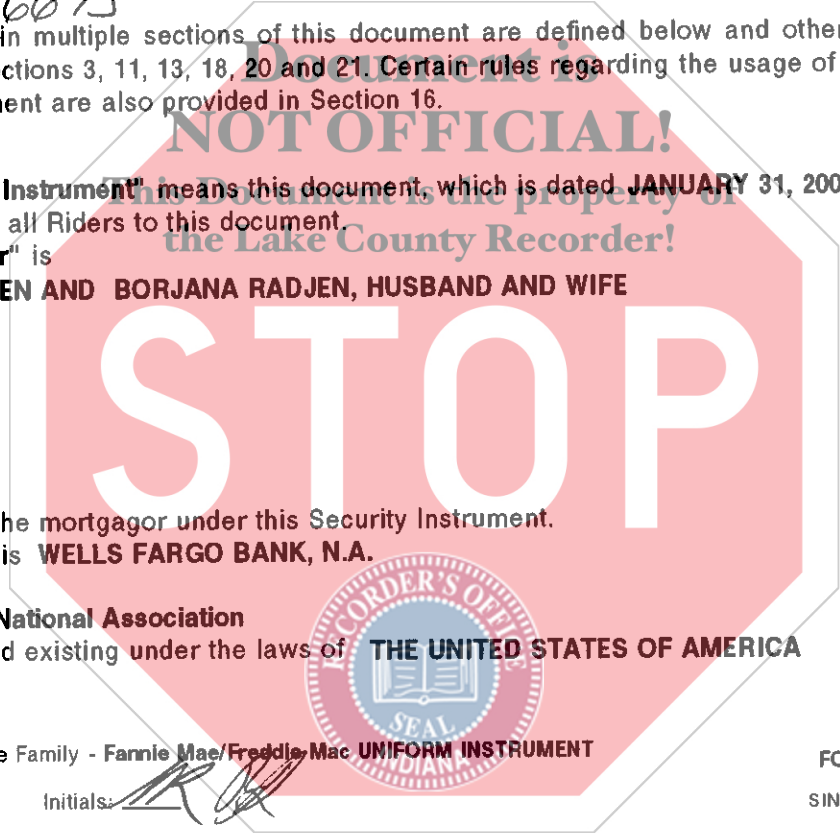 6675
in multiple sections of this document are defined below and other
ctions 3, 11, 13, 18, 20 and 21. Certain rules regarding the usage of
ent are also provided in Section 16.
Document is
NOT OFFICIAL!
This Document is the property of
the Lake County Recorder!
Instrument" means this document, which is dated JANUARY 31, 200
all Riders to this document.
r" is
EN AND BORJANA RADJEN, HUSBAND AND WIFE
STOP
he mortgagor under this Security Instrument.
is WELLS FARGO BANK, N.A.
National Association
d existing under the laws of THE UNITED STATES OF AMERICA
RECORDER'S OFFICE
SEAL
INDIANA
e Family - Fannie Mae/Freddie Mac UNIFORM INSTRUMENT
FO
Initials:
SIN